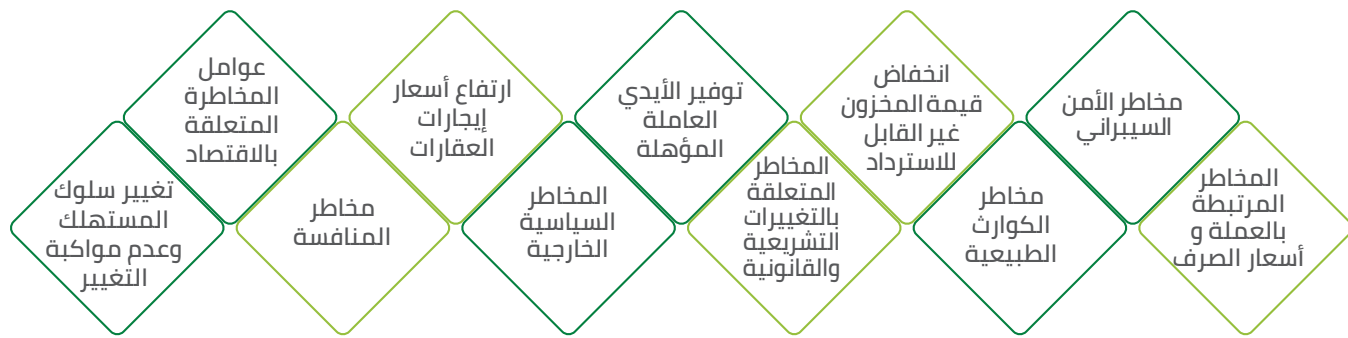 المخاطر
المرتبطة
بالعملة و
أسعار الصرف
مخاطر الأمن
السيبراني
مخاطر
الكوارث
الطبيعية
انخفاض
قيمة المخزون
غير القابل
للاسترداد
المخاطر
المتعلقة
بالتغييرات
التشريعية
والقانونية
توفير الأيدي
العاملة
المؤهلة
المخاطر
السياسية
الخارجية
ارتفاع أسعار
إيجارات
العقارات
مخاطر
المنافسة
عوامل
المخاطرة
المتعلقة
بالاقتصاد
تغيير سلوك
المستهلك
وعدم مواكبة
التغيير